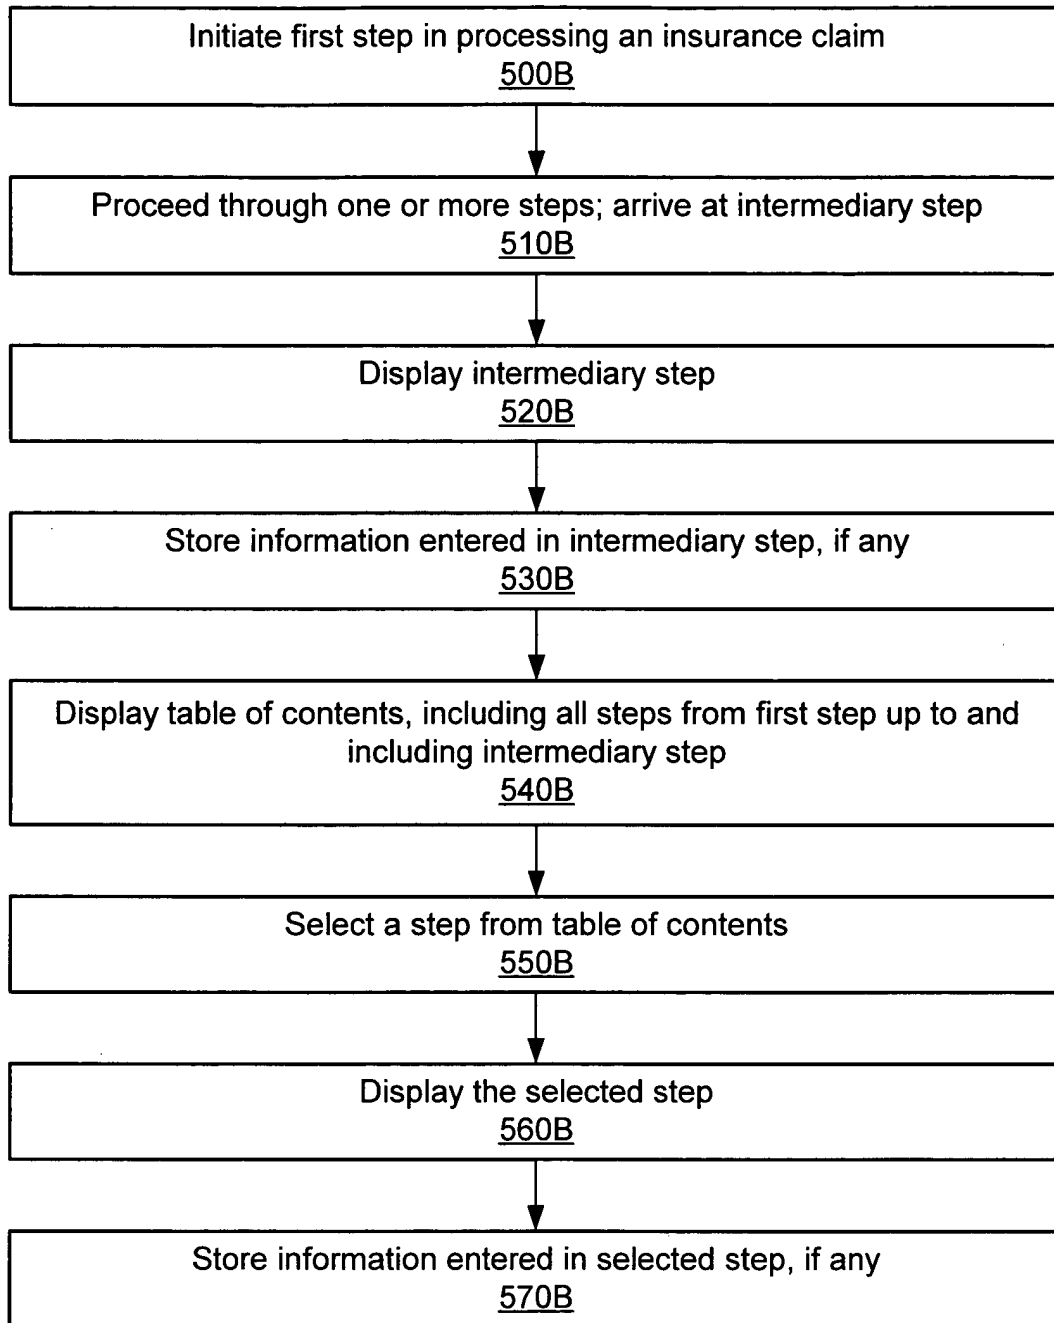 Initiate first step in processing an insurance claim
500B
Proceed through one or more steps; arrive at intermediary step
510B
Display intermediary step
520B
Store information entered in intermediary step, if any
530B
Display table of contents, including all steps from first step up to and
including intermediary step
540B
Select a step from table of contents
550B
Display the selected step
560B
Store information entered in selected step, if any
570B